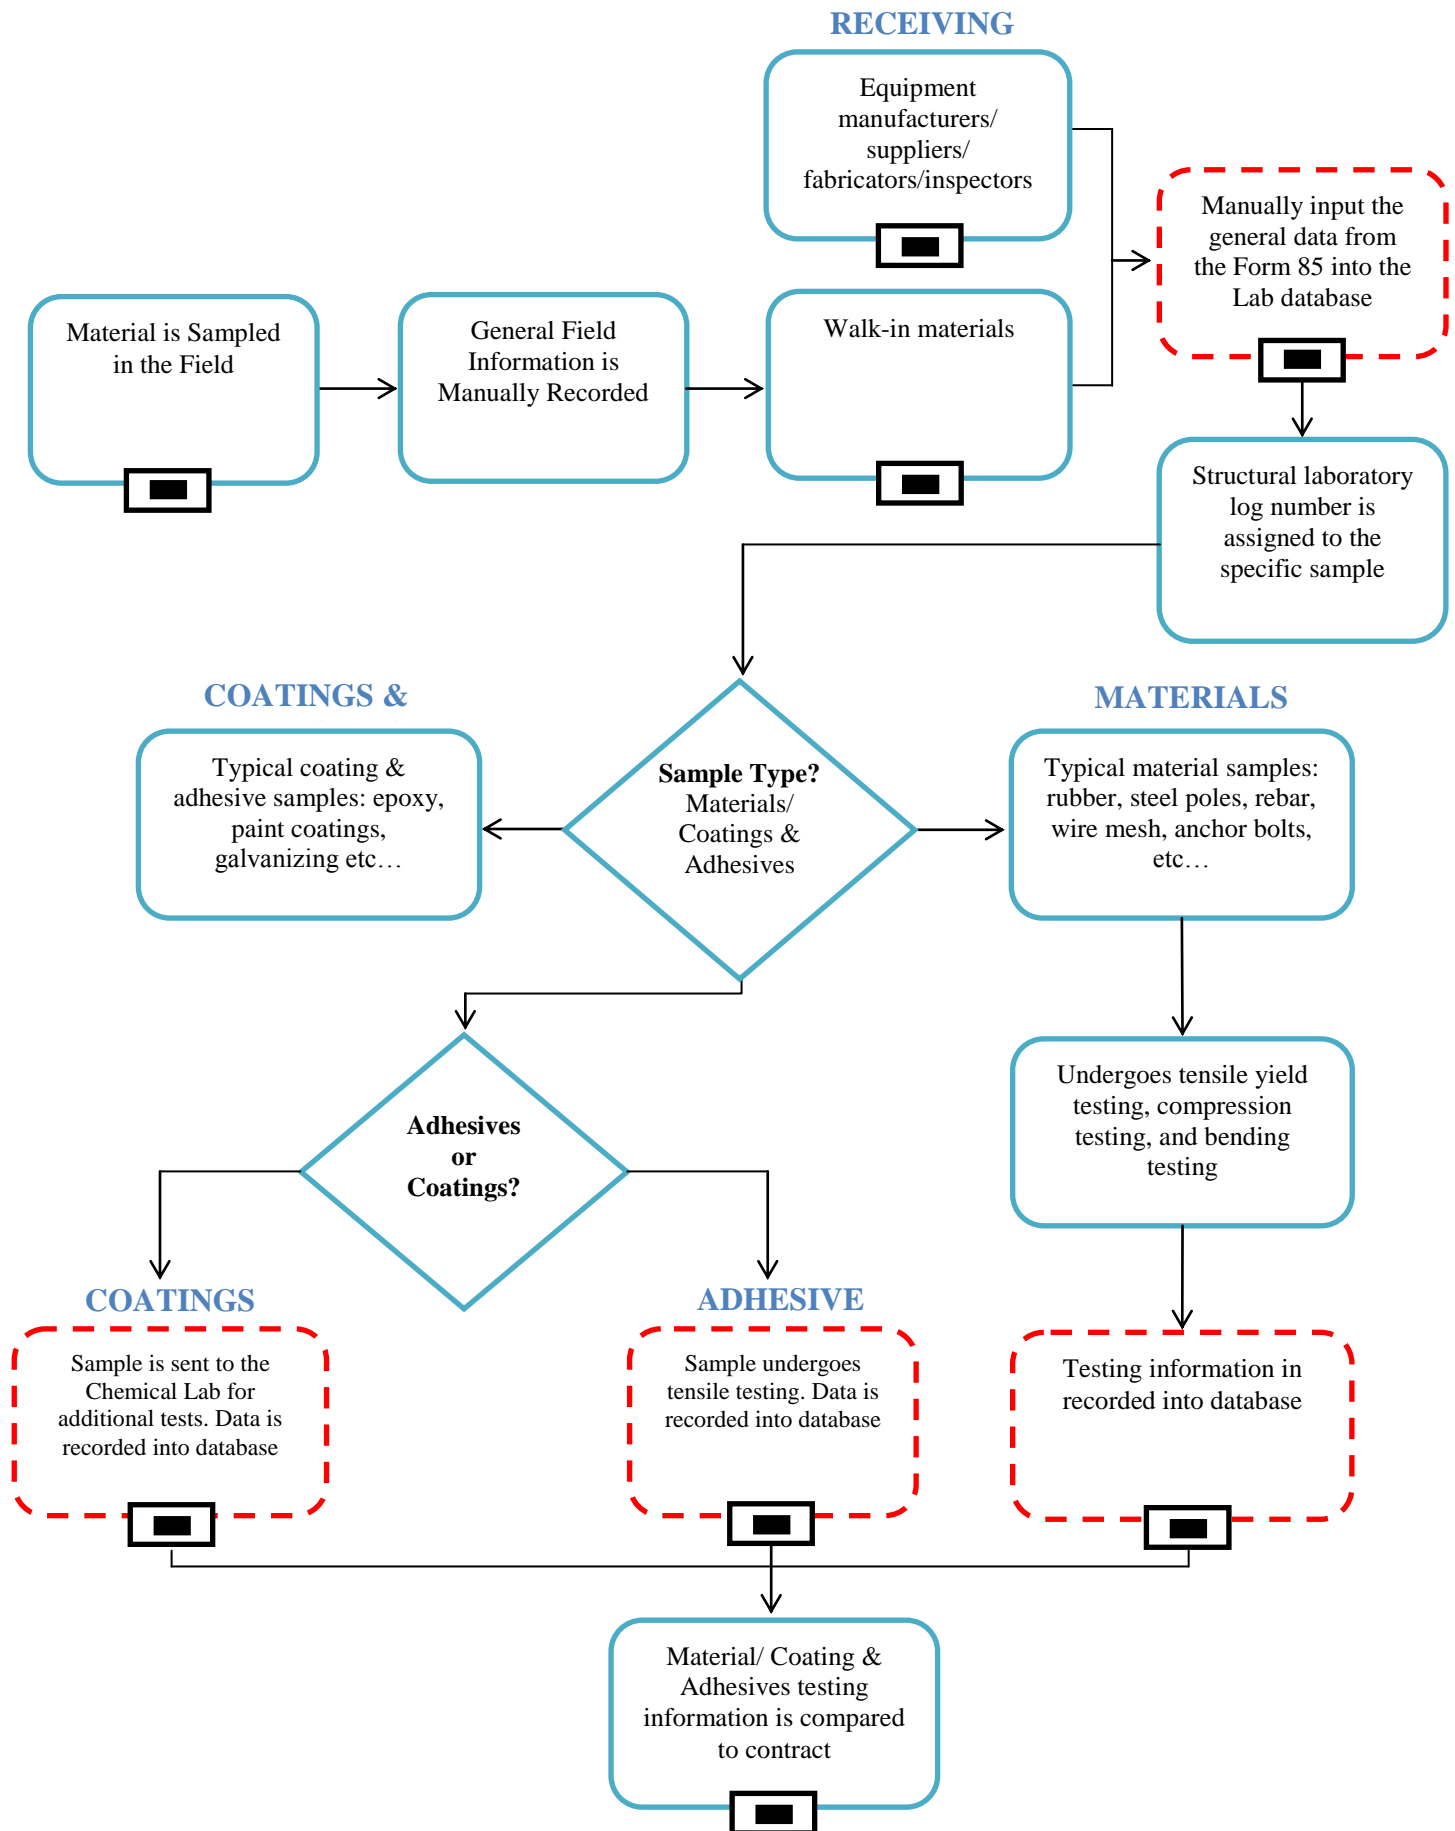 RECEIVING
Equipment
manufacturers/
suppliers/
fabricators/inspectors
Manually input the
general data from
the Form 85 into the
Lab database
Material is Sampled
in the Field
General Field
Information is
Manually Recorded
Walk-in materials
Structural laboratory
log number is
assigned to the
specific sample
COATINGS &
MATERIALS
Typical coating &
adhesive samples: epoxy,
paint coatings,
galvanizing etc…
Sample Type?
Materials/
Coatings &
Adhesives
Typical material samples:
rubber, steel poles, rebar,
wire mesh, anchor bolts,
etc…
Undergoes tensile yield
testing, compression
testing, and bending
testing
Adhesives
or
Coatings?
COATINGS
ADHESIVE
Sample is sent to the
Chemical Lab for
additional tests. Data is
recorded into database
Sample undergoes
tensile testing. Data is
recorded into database
Testing information in
recorded into database
Material/ Coating &
Adhesives testing
information is compared
to contract